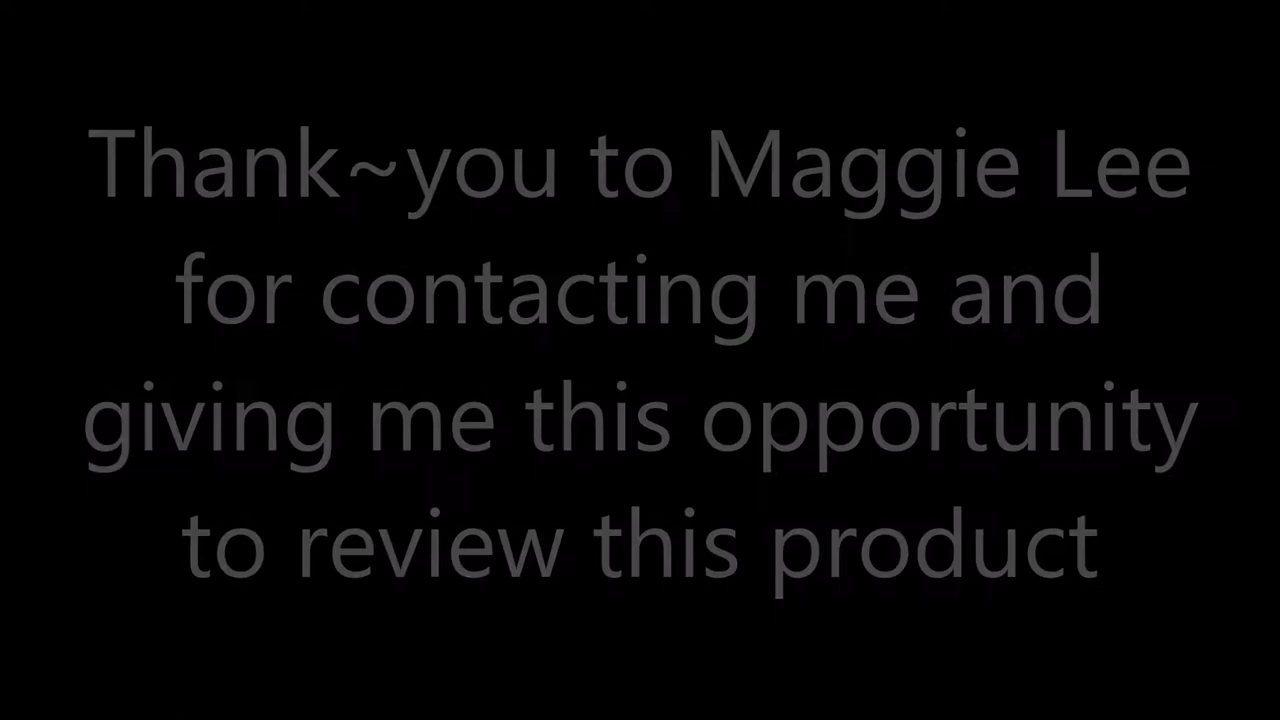 Thank~you to Maggie Lee
for contacting me and
giving me this opportunity
to review this product